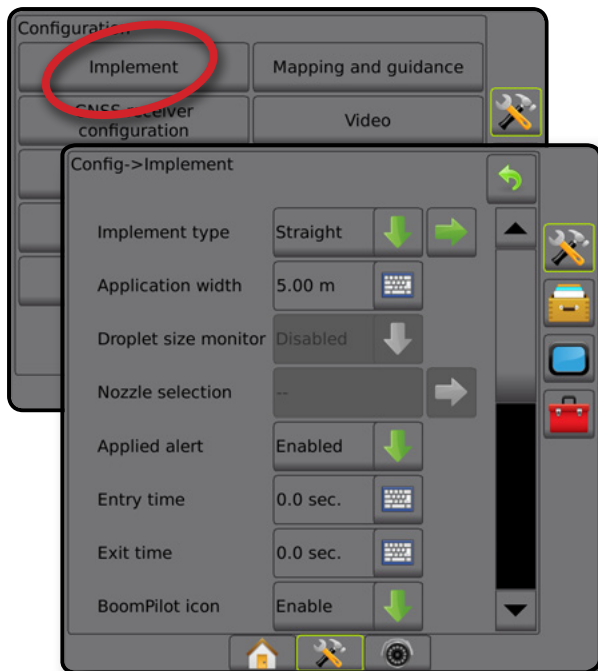 Configuration
Implement
Mapping and guidance
GNSS receiver
configuration
Video
Config->Implement
Implement type
Straight
Application width
5.00 m
Droplet size monitor
Disabled
Nozzle selection
--
Applied alert
Enabled
Entry time
0.0 sec.
Exit time
0.0 sec.
BoomPilot icon
Enable